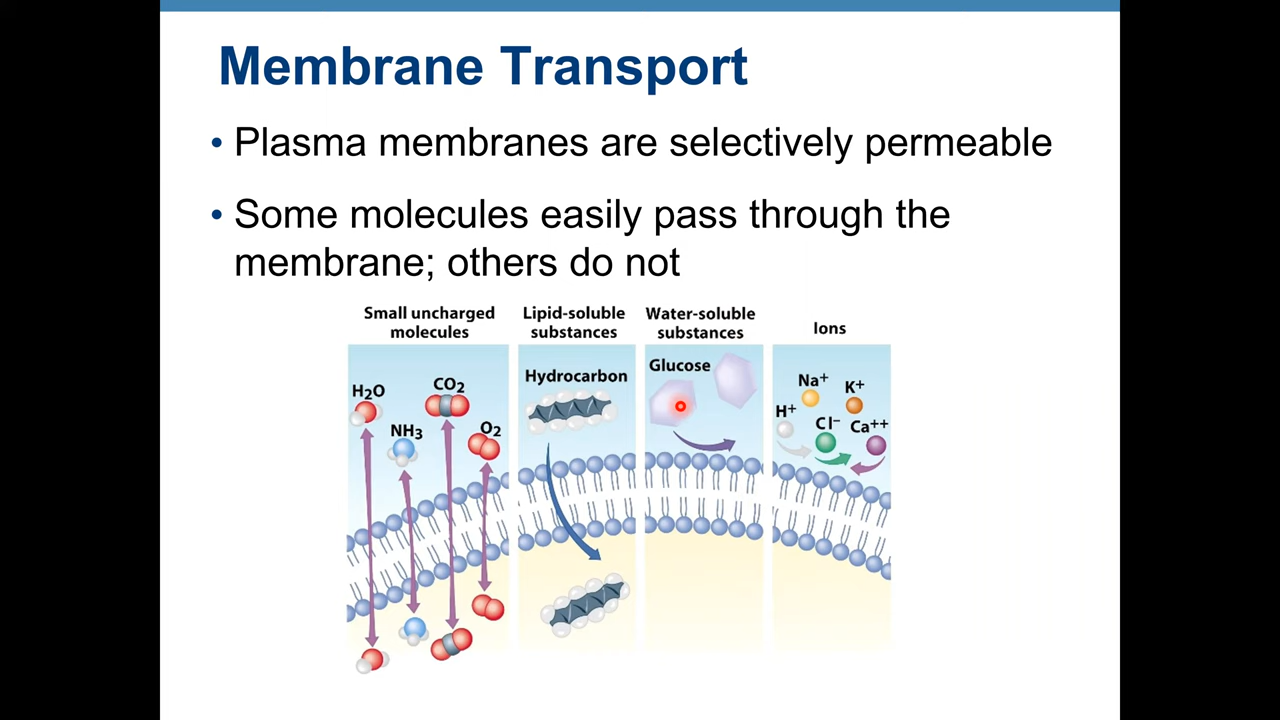 Membrane Transport
• Plasma membranes are selectively permeable
• Some molecules easily pass through the
membrane; others do not
Small uncharged
molecules
H2O
CO2
NH3
O2
Lipid-soluble
substances
Hydrocarbon
Water-soluble
substances
Glucose
Ions
Na+
K+
H+
Cl–
Ca++